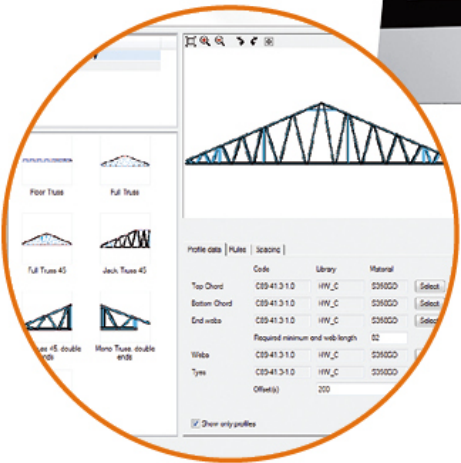 Floor Truss
Full Truss
Full Truss 45
Jack Truss 45
45, double
ends
Mono Truss, double
ends
Profile data
Rules
Spacing
Code
Library
Material
Top Chord
C89-41.3-1.0
HW_C
S350GD
Select
Bottom Chord
C89-41.3-1.0
HW_C
S350GD
Select
End webs
C89-41.3-1.0
HW_C
S350GD
Select
Required minimum end web length
82
Webs
C89-41.3-1.0
HW_C
S350GD
Tyres
C89-41.3-1.0
HW_C
S350GD
Offset(s)
200
Show only profiles